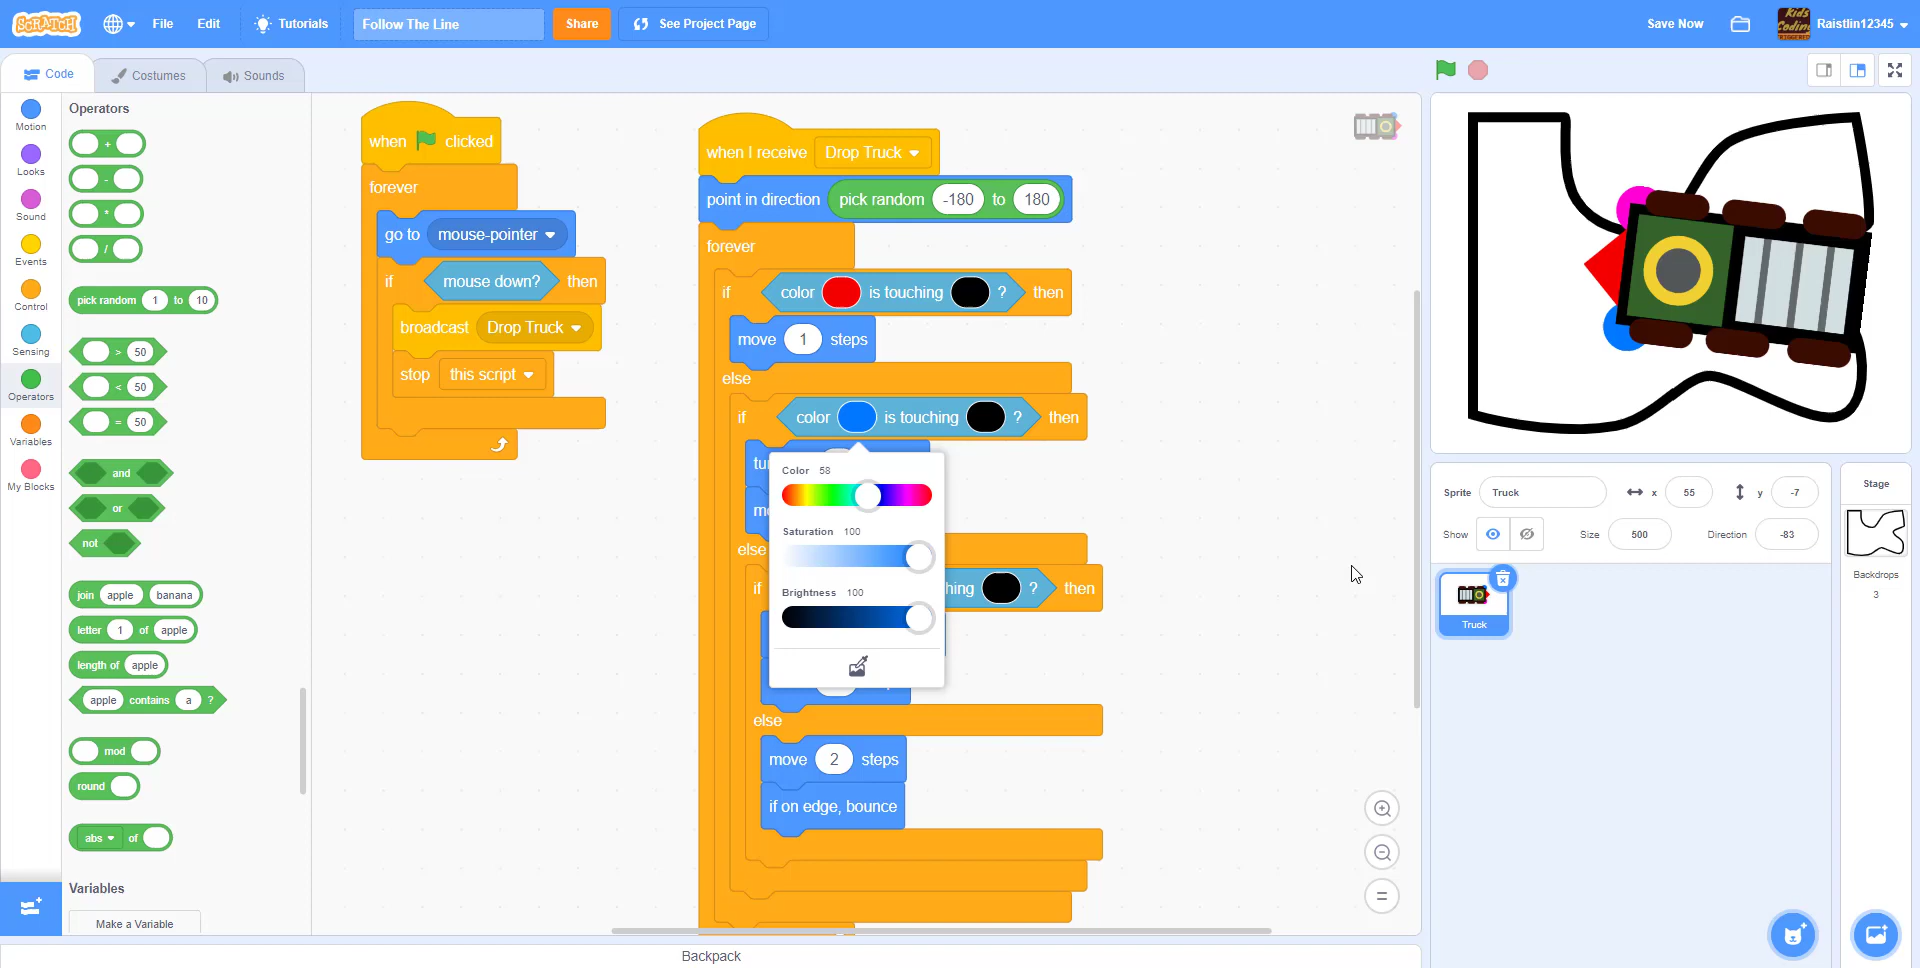 SCRATCH
File
Edit
Tutorials
Follow The Line
Share
See Project Page
Save Now
Kids
Coding
Raistlin12345
Code
Costumes
Sounds
Motion
Looks
Sound
Events
Control
Sensing
Operators
Variables
My Blocks
Operators
+
-
*
/
pick random 1 to 10
> 50
< 50
= 50
and
or
not
join apple banana
letter 1 of apple
length of apple
apple contains a ?
mod
round
abs of
Variables
Make a Variable
when clicked
forever
go to mouse-pointer
if mouse down? then
broadcast Drop Truck
stop this script
when I receive Drop Truck
point in direction pick random -180 to 180
forever
if color is touching ? then
move 1 steps
else
if color is touching ? then
tu
mo
else
if hing ? then
else
move 2 steps
if on edge, bounce
Color 58
Saturation 100
Brightness 100
=
Backpack
Sprite Truck x 55 y -7
Show Size 500 Direction -83
Truck
Stage
Backdrops
3